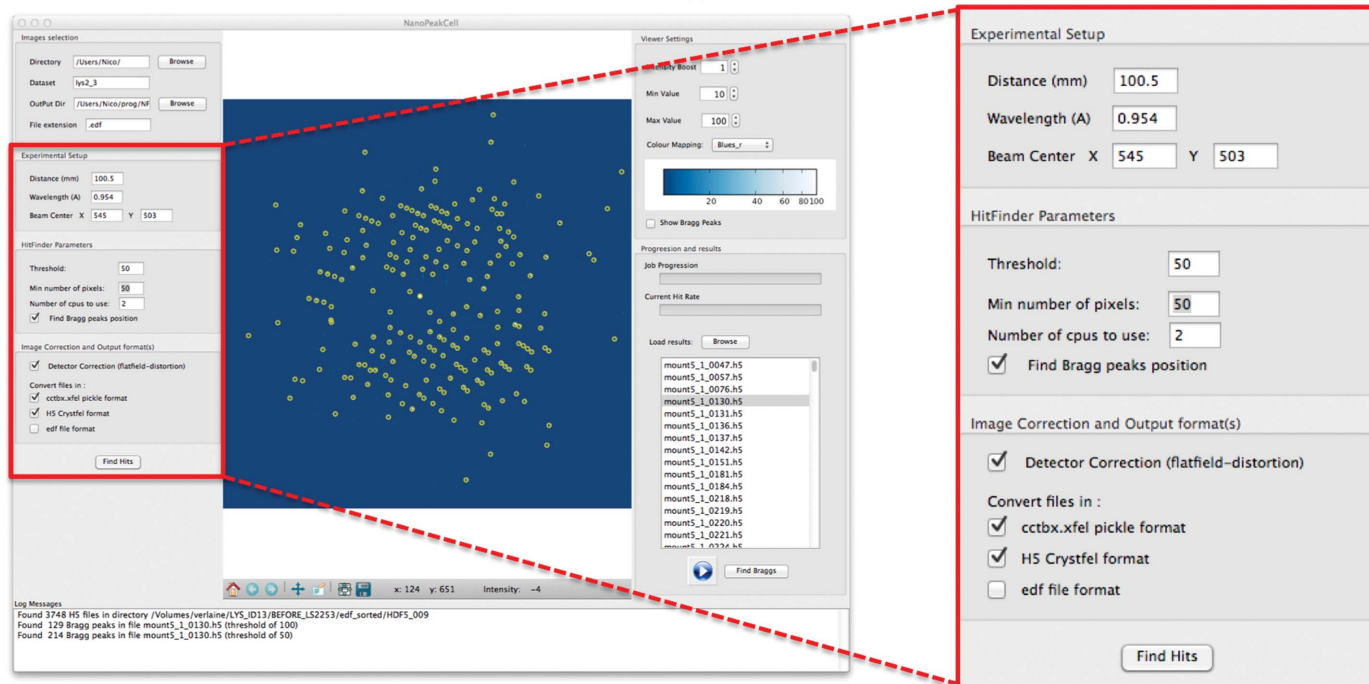 NanoPeakCell
Images selection
Directory /Users/Nico/ Browse
Dataset lys2_3
OutPut Dir /Users/Nico/prog/NF Browse
File extension .edf
Experimental Setup
Distance (mm) 100.5
Wavelength (A) 0.954
Beam Center X 545 Y 503
HitFinder Parameters
Threshold: 50
Min number of pixels: 50
Number of cpus to use: 2
Find Bragg peaks position
Image Correction and Output format(s)
Detector Correction (flatfield-distortion)
Convert files in :
cctbx.xfel pickle format
H5 Crystfel format
edf file format
Find Hits
x: 124 y: 651 Intensity: -4
Viewer Settings
Intensity Boost 1
Min Value 10
Max Value 100
Colour Mapping: Blues_r
20 40 60 80 100
Show Bragg Peaks
Progreesion and results
Job Progression
Current Hit Rate
Load results: Browse
mount5_1_0047.h5
mount5_1_0057.h5
mount5_1_0076.h5
mount5_1_0130.h5
mount5_1_0131.h5
mount5_1_0136.h5
mount5_1_0137.h5
mount5_1_0142.h5
mount5_1_0151.h5
mount5_1_0181.h5
mount5_1_0184.h5
mount5_1_0218.h5
mount5_1_0219.h5
mount5_1_0220.h5
mount5_1_0221.h5
mount5_1_0224.h5
Find Braggs
Log Messages
Found 3748 H5 files in directory /Volumes/verlaine/LYS_ID13/BEFORE_LS2253/edf_sorted/HDF5_009
Found 129 Bragg peaks in file mount5_1_0130.h5 (threshold of 100)
Found 214 Bragg peaks in file mount5_1_0130.h5 (threshold of 50)
Experimental Setup
Distance (mm) 100.5
Wavelength (A) 0.954
Beam Center X 545 Y 503
HitFinder Parameters
Threshold: 50
Min number of pixels: 50
Number of cpus to use: 2
Find Bragg peaks position
Image Correction and Output format(s)
Detector Correction (flatfield-distortion)
Convert files in :
cctbx.xfel pickle format
H5 Crystfel format
edf file format
Find Hits